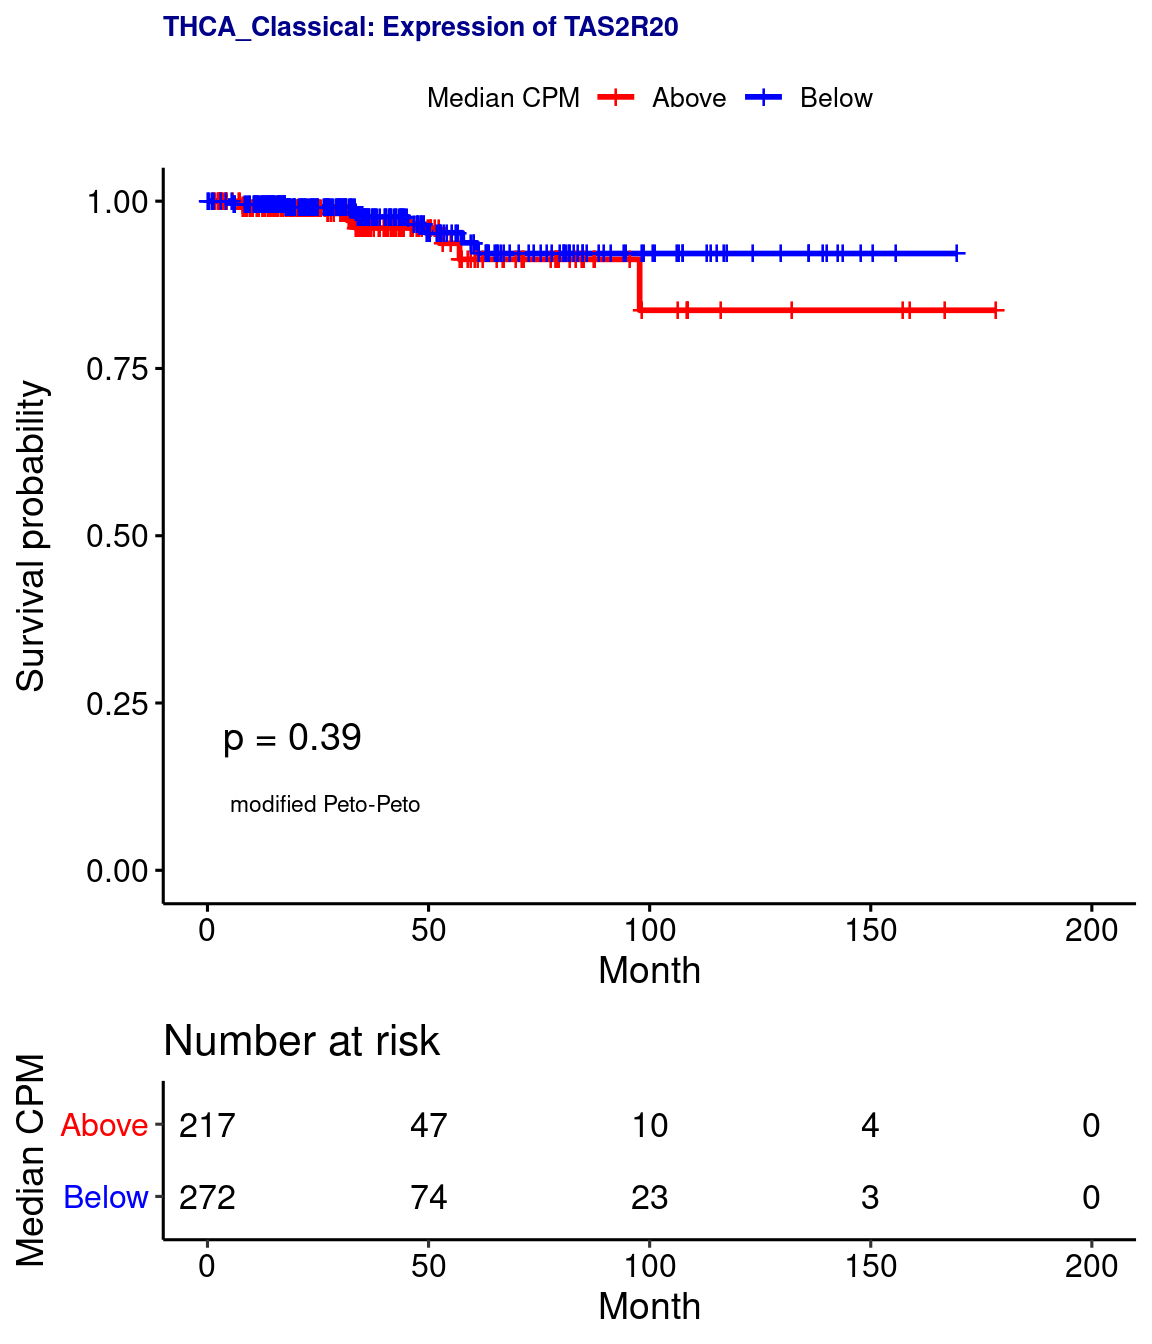 THCA_Classical: Expression of TAS2R20
Median CPM Above Below
Survival probability
1.00
0.75
0.50
0.25
0.00
p = 0.39
modified Peto-Peto
0 50 100 150 200
Month
Number at risk
Median CPM
Above 217 47 10 4 0
Below 272 74 23 3 0
0 50 100 150 200
Month